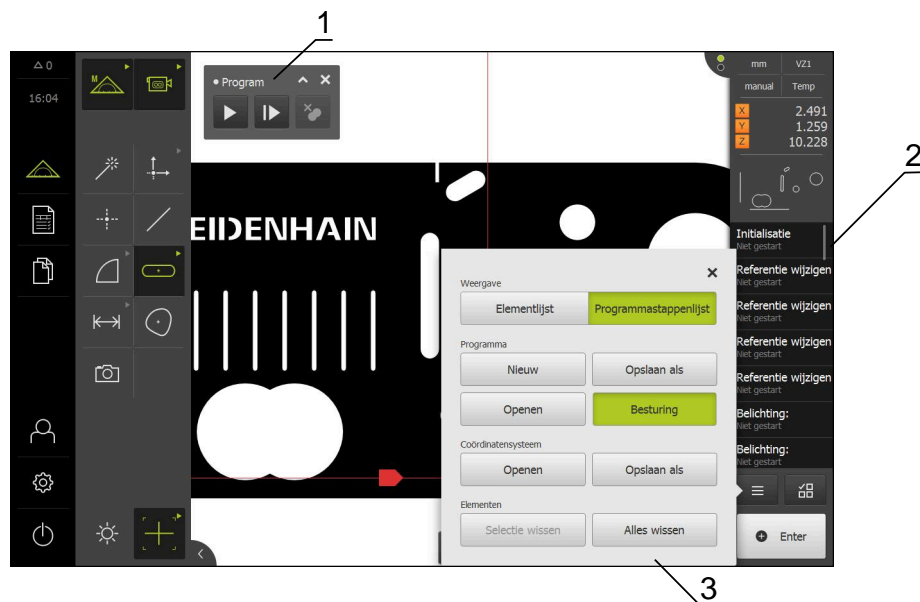 1
0
16:04
M
Program
mm
VZ1
manual
Temp
X 2.491
Y 1.259
Z 10.228
2
EIDENHAIN
Initialisatie
Niet gestart
Referentie wijzigen
Niet gestart
Referentie wijzigen
Niet gestart
Referentie wijzigen
Niet gestart
Referentie wijzigen
Niet gestart
Belichting:
Niet gestart
Belichting:
Niet gestart
Weergave
Elementlijst
Programmastappenlijst
Programma
Nieuw
Opslaan als
Openen
Besturing
Coördinatensysteem
Openen
Opslaan als
Elementen
Selectie wissen
Alles wissen
Enter
3